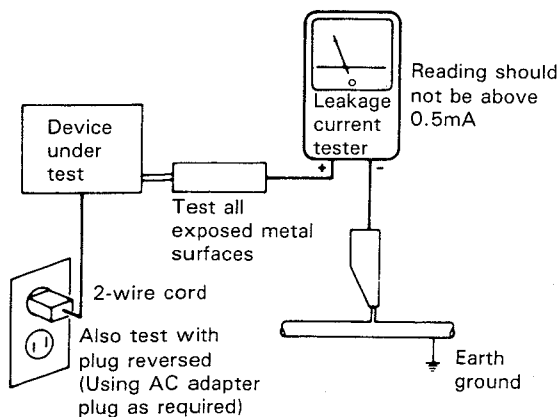 Device
under
test
Leakage
current
tester
+
-
Reading should
not be above
0.5mA
Test all
exposed metal
surfaces
2-wire cord
Also test with
plug reversed
(Using AC adapter
plug as required)
Earth
ground